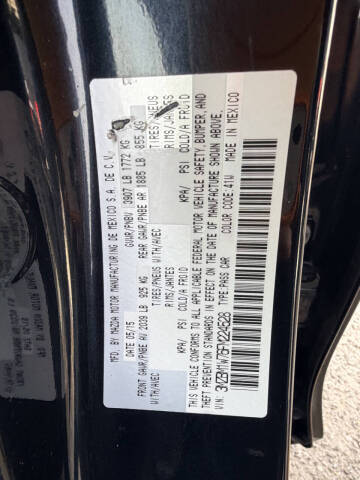 MFD. BY MAZDA MOTOR MANUFACTURING DE MEXICO S.A. DE C.V.
05/15 GVWR/PNBV 3907 LB 1772 KG
FRONT GAWR/PNBE AV 2039 LB 925 KG REAR GAWR/PNBE AR 1885 LB 855 KG
WITH/AVEC TIRES/PNEUS WITH/AVEC TIRES/PNEUS
RIMS/JANTES RIMS/JANTES
KPA/ PSI COLD/A FROID KPA/ PSI COLD/A FROID
THIS VEHICLE CONFORMS TO ALL APPLICABLE FEDERAL MOTOR VEHICLE SAFETY, BUMPER, AND
THEFT PREVENTION STANDARDS IN EFFECT ON THE DATE OF MANUFACTURE SHOWN ABOVE.
3MZBM1W76FM224528 TYPE: PASS CAR COLOR CODE: 41W MADE IN MEXICO